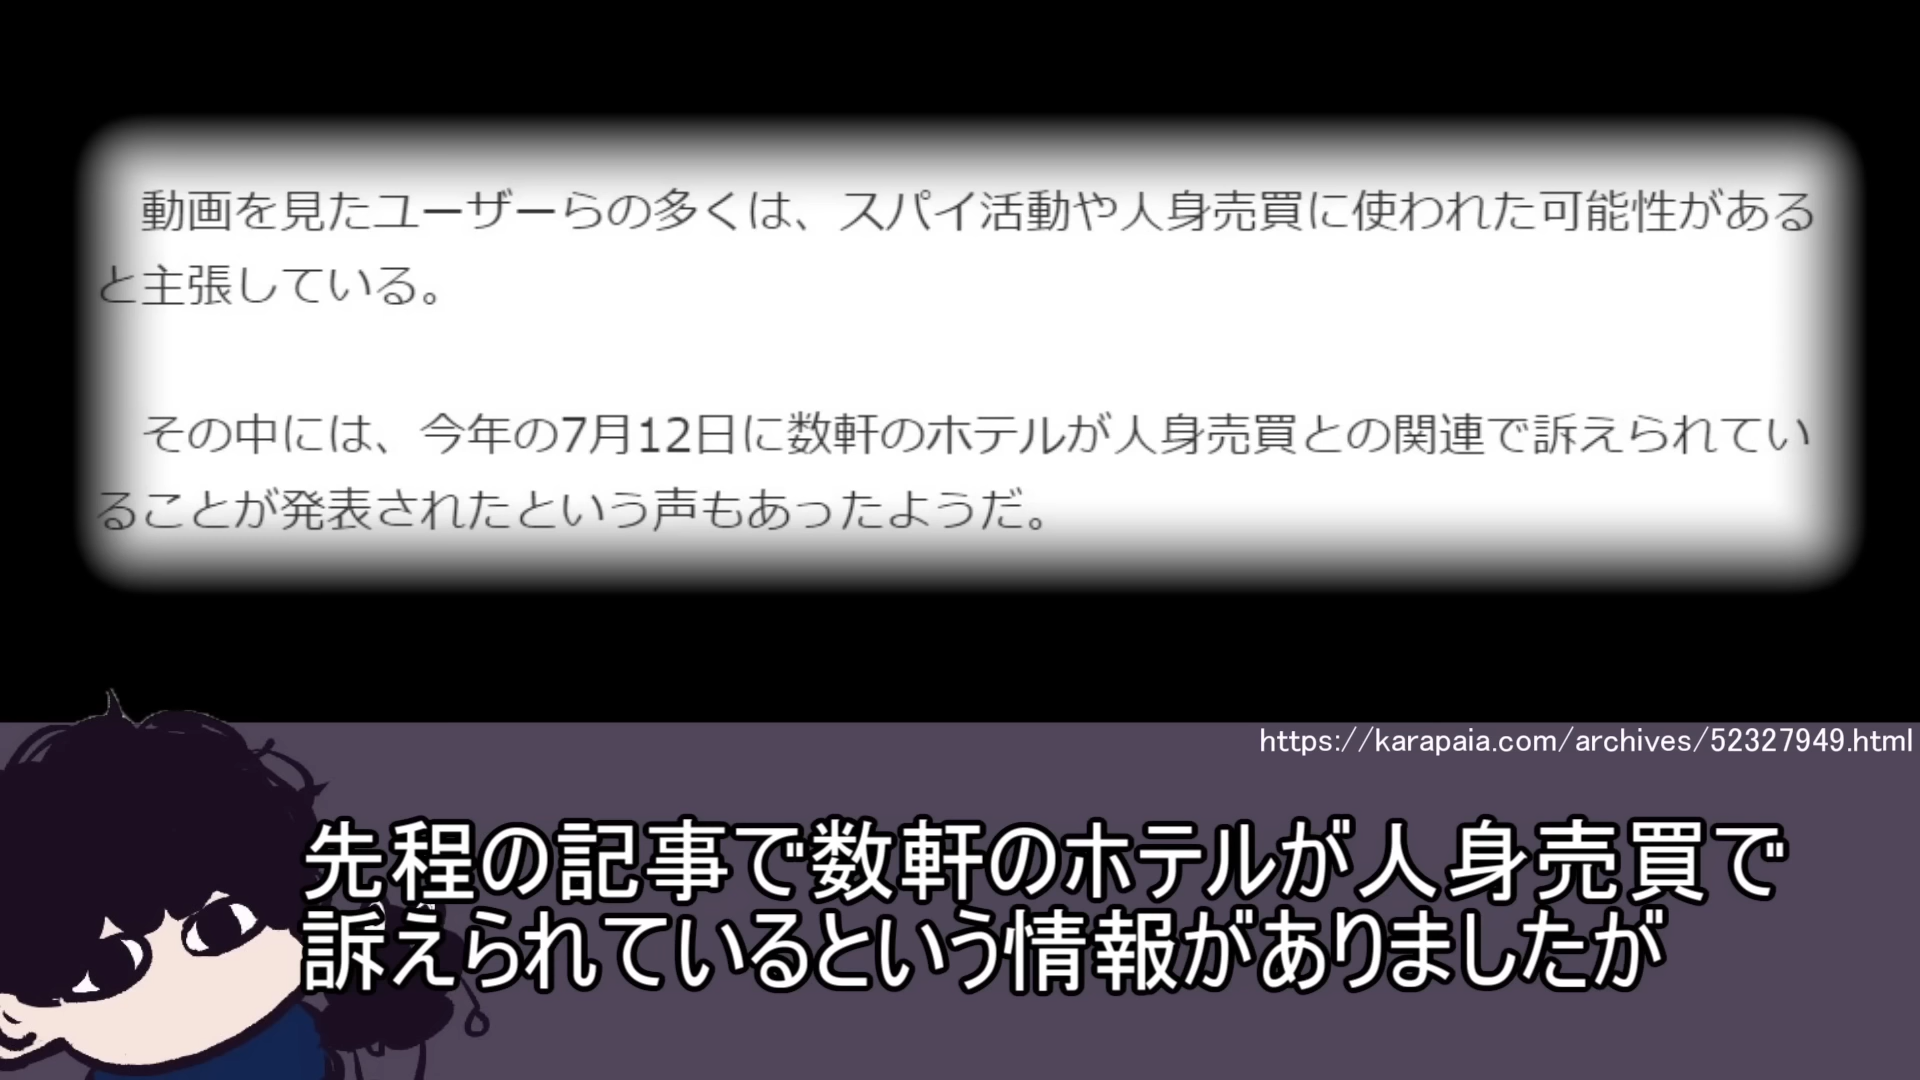 動画を見たユーザーらの多くは、スパイ活動や人身売買に使われた可能性がある
と主張している。
その中には、今年の7月12日に数軒のホテルが人身売買との関連で訴えられてい
ることが発表されたという声もあったようだ。
https://karapaia.com/archives/52327949.html
先程の記事で数軒のホテルが人身売買で
訴えられているという情報がありましたが